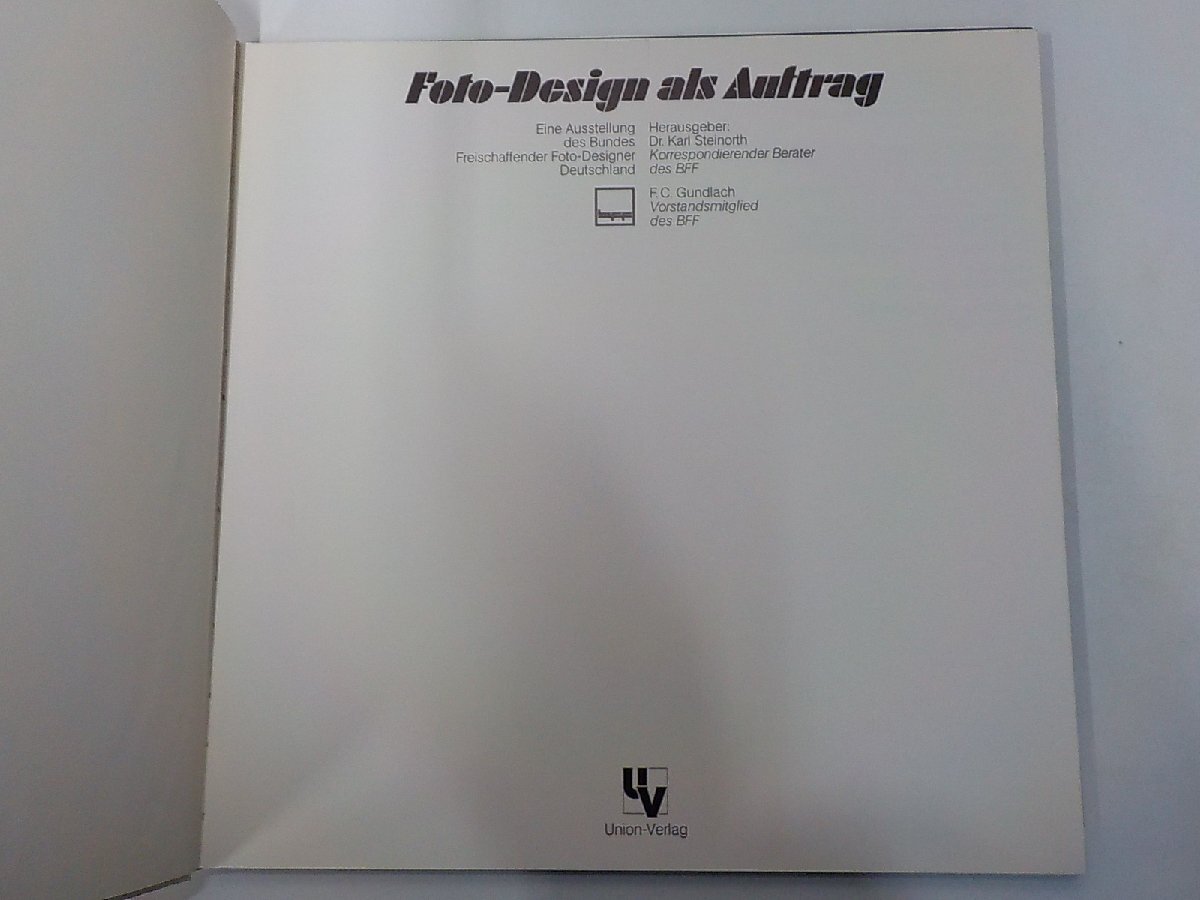 Foto-Design als Auftrag
Eine Ausstellung
des Bundes
Freischaffender Foto-Designer
Deutschland
Herausgeber:
Dr. Karl Steinorth
Korrespondierender Berater
des BFF
F. C. Gundlach
Vorstandsmitglied
des BFF
UV
Union-Verlag